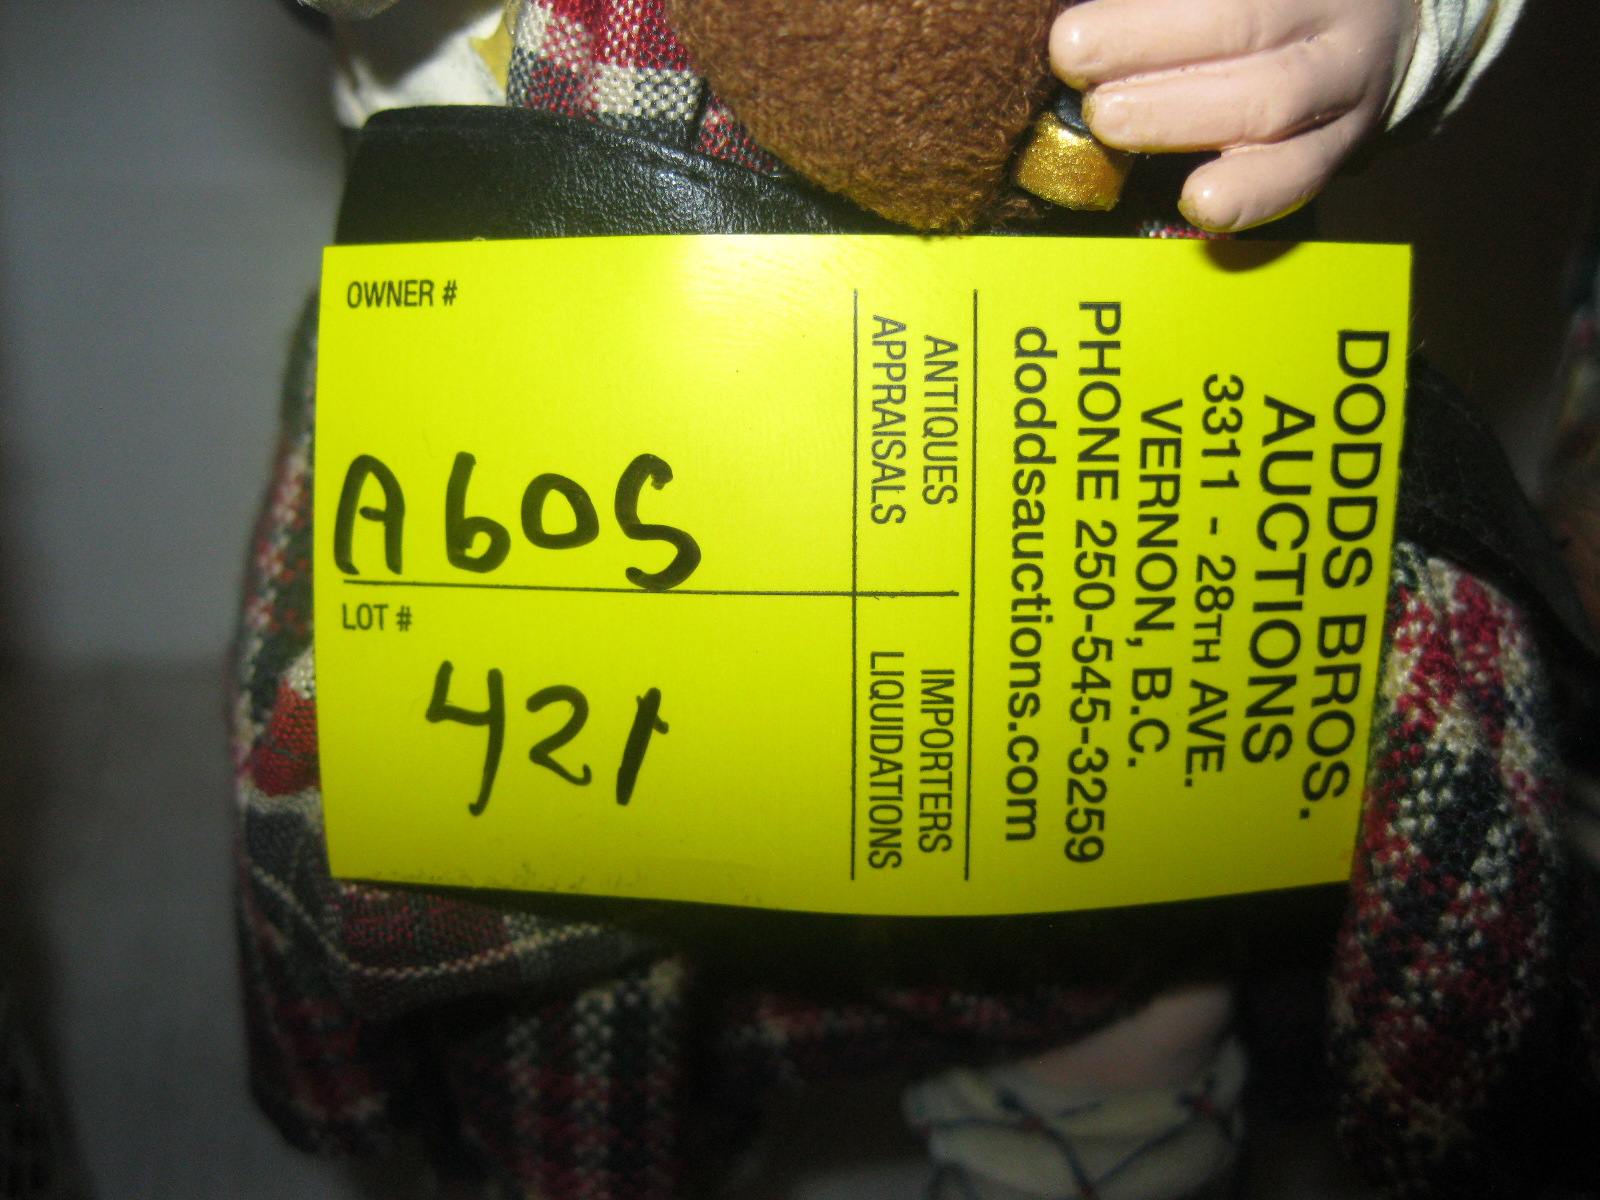 DODDS BROS.
AUCTIONS
3311 - 28TH AVE.
VERNON, B.C.
PHONE 250-545-3259
doddsauctions.com
ANTIQUES
APPRAISALS
IMPORTERS
LIQUIDATIONS
OWNER #
A605
LOT #
421